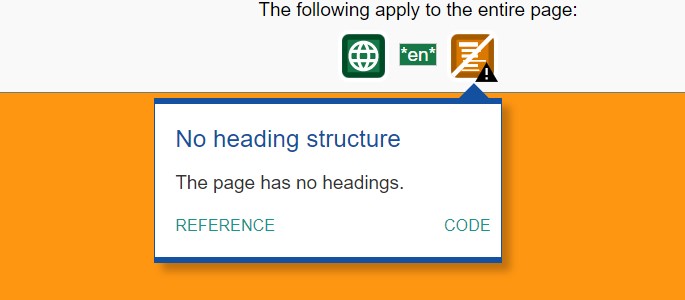 The following apply to the entire page:
*en*
No heading structure
The page has no headings.
REFERENCE CODE